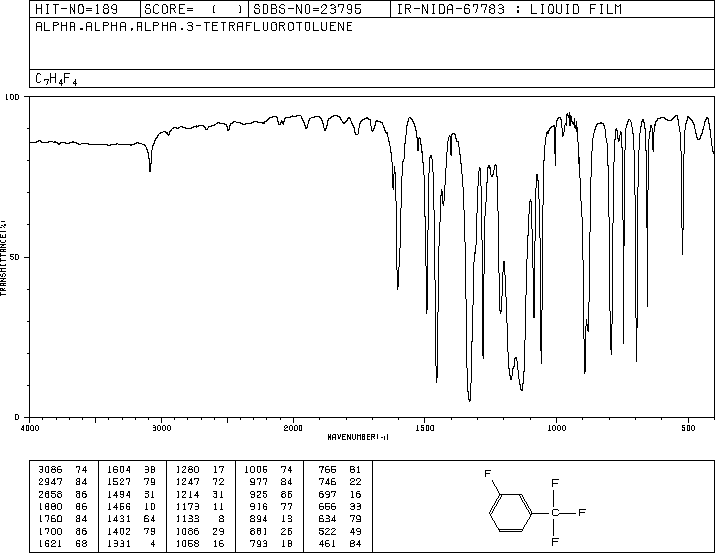 HIT-NO=189 SCORE= ( ) SDBS-NO=23795 IR-NIDA-67783 : LIQUID FILM
ALPHA,ALPHA,ALPHA,3-TETRAFLUOROTOLUENE
C7H4F4
100
50
0
TRANSMITTANCE(%)
4000 3000 2000 1500 1000 500
WAVENUMBER(-1)
3086 74 1604 38 1280 17 1006 74 766 81
2947 84 1527 79 1247 72 977 84 746 22
2658 86 1494 31 1214 31 925 86 697 16
1880 86 1456 10 1173 11 916 77 656 33
1760 84 1431 64 1133 8 894 13 634 79
1700 86 1402 79 1086 29 881 26 522 49
1621 68 1331 4 1058 16 793 18 461 84
F
F
F
F
C